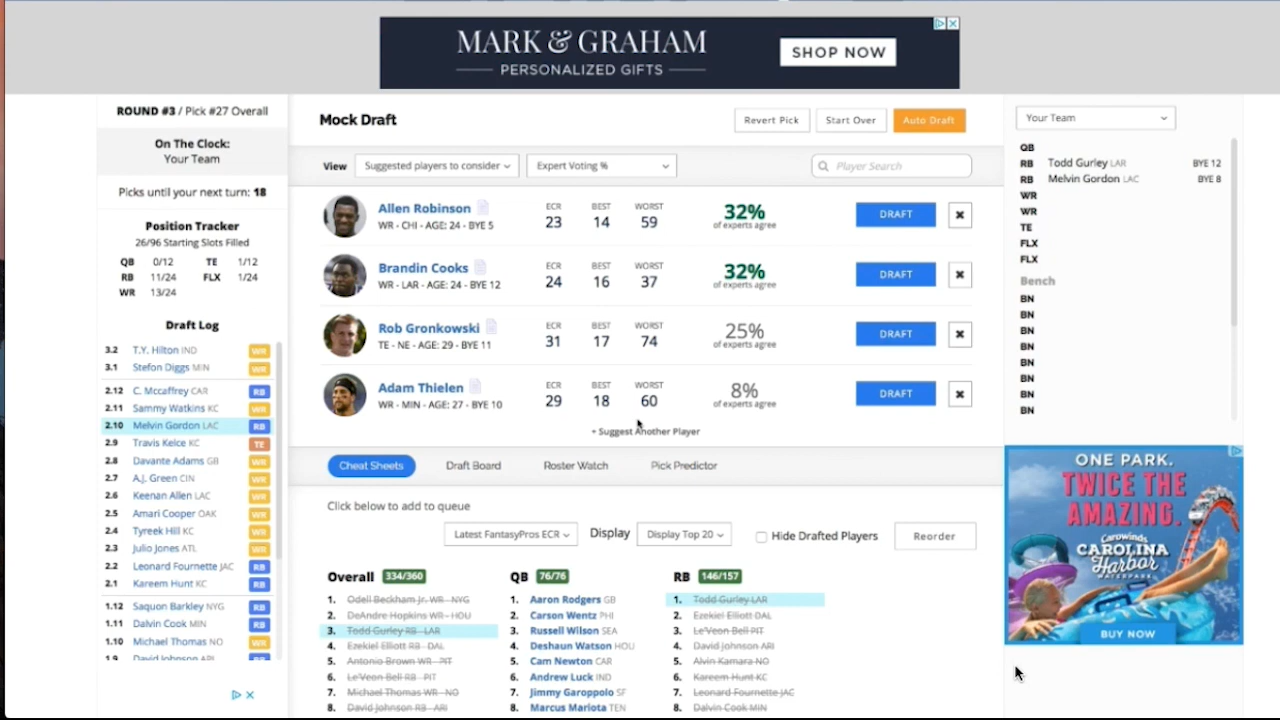 MARK & GRAHAM
PERSONALIZED GIFTS
SHOP NOW
ROUND #3 / Pick #27 Overall
On The Clock:
Your Team
Picks until your next turn: 18
Position Tracker
26/96 Starting Slots Filled
QB 0/12 TE 1/12
RB 11/24 FLX 1/24
WR 13/24
Draft Log
3.2 T.Y. Hilton IND WR
3.1 Stefon Diggs MIN WR
2.12 C. Mccaffrey CAR RB
2.11 Sammy Watkins KC WR
2.10 Melvin Gordon LAC RB
2.9 Travis Kelce KC TE
2.8 Davante Adams GB WR
2.7 A.J. Green CIN WR
2.6 Keenan Allen LAC WR
2.5 Amari Cooper OAK WR
2.4 Tyreek Hill KC WR
2.3 Julio Jones ATL WR
2.2 Leonard Fournette JAC RB
2.1 Kareem Hunt KC RB
1.12 Saquon Barkley NYG RB
1.11 Dalvin Cook MIN RB
1.10 Michael Thomas NO WR
1.9 David Johnson ARI RB
Mock Draft
Revert Pick Start Over Auto Draft
View Suggested players to consider Expert Voting % Player Search
Allen Robinson ECR BEST WORST 32% DRAFT
WR - CHI - AGE: 24 - BYE 5 23 14 59 of experts agree
Brandin Cooks ECR BEST WORST 32% DRAFT
WR - LAR - AGE: 24 - BYE 12 24 16 37 of experts agree
Rob Gronkowski ECR BEST WORST 25% DRAFT
TE - NE - AGE: 29 - BYE 11 31 17 74 of experts agree
Adam Thielen ECR BEST WORST 8% DRAFT
WR - MIN - AGE: 27 - BYE 10 29 18 60 of experts agree
+ Suggest Another Player
Cheat Sheets Draft Board Roster Watch Pick Predictor
Click below to add to queue
Latest FantasyPros ECR Display Display Top 20 Hide Drafted Players Reorder
Overall 334/360
1. Odell Beckham Jr. WR - NYG
2. DeAndre Hopkins WR - HOU
3. Todd Gurley RB - LAR
4. Ezekiel Elliott RB - DAL
5. Antonio Brown WR - PIT
6. Le'Veon Bell RB - PIT
7. Michael Thomas WR - NO
8. David Johnson RB - ARI
QB 76/76
1. Aaron Rodgers GB
2. Carson Wentz PHI
3. Russell Wilson SEA
4. Deshaun Watson HOU
5. Cam Newton CAR
6. Andrew Luck IND
7. Jimmy Garoppolo SF
8. Marcus Mariota TEN
RB 146/157
1. Todd Gurley LAR
2. Ezekiel Elliott DAL
3. Le'Veon Bell PIT
4. David Johnson ARI
5. Alvin Kamara NO
6. Kareem Hunt KC
7. Leonard Fournette JAC
8. Dalvin Cook MIN
Your Team
QB
RB Todd Gurley LAR BYE 12
RB Melvin Gordon LAC BYE 8
WR
WR
TE
FLX
FLX
Bench
BN
BN
BN
BN
BN
BN
BN
BN
ONE PARK.
TWICE THE
AMAZING.
Carowinds
CAROLINA
HARBOR
WATERPARK
BUY NOW